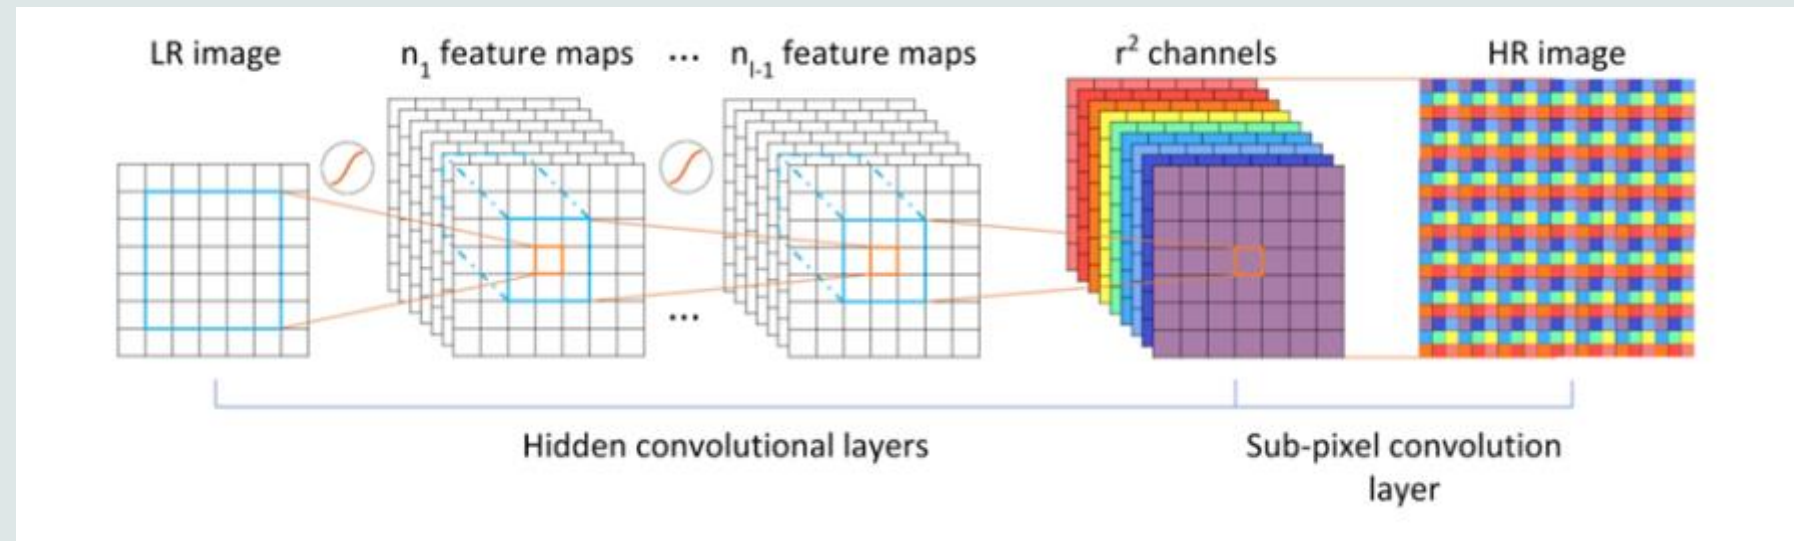 LR image
n₁ feature maps
...
nₗ₋₁ feature maps
r² channels
HR image
...
Hidden convolutional layers
Sub-pixel convolution
layer